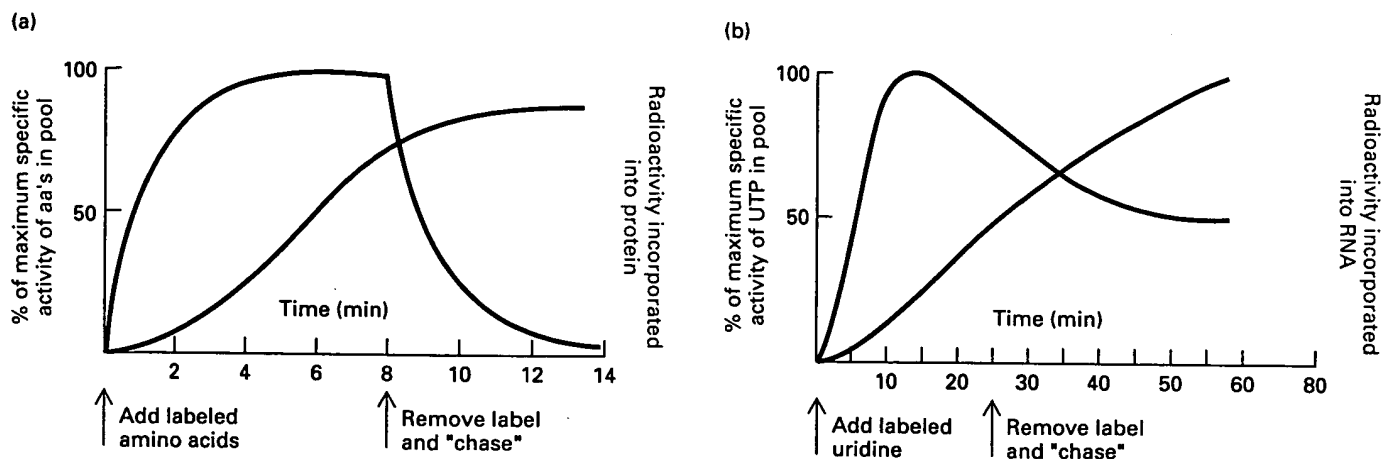 (a)
% of maximum specific
activity of aa's in pool
100
50
Time (min)
2 4 6 8 10 12 14
Radioactivity incorporated
into protein
Add labeled
amino acids
Remove label
and "chase"
(b)
% of maximum specific
activity of UTP in pool
100
50
Time (min)
10 20 30 40 50 60 80
Radioactivity incorporated
into RNA
Add labeled
uridine
Remove label
and "chase"